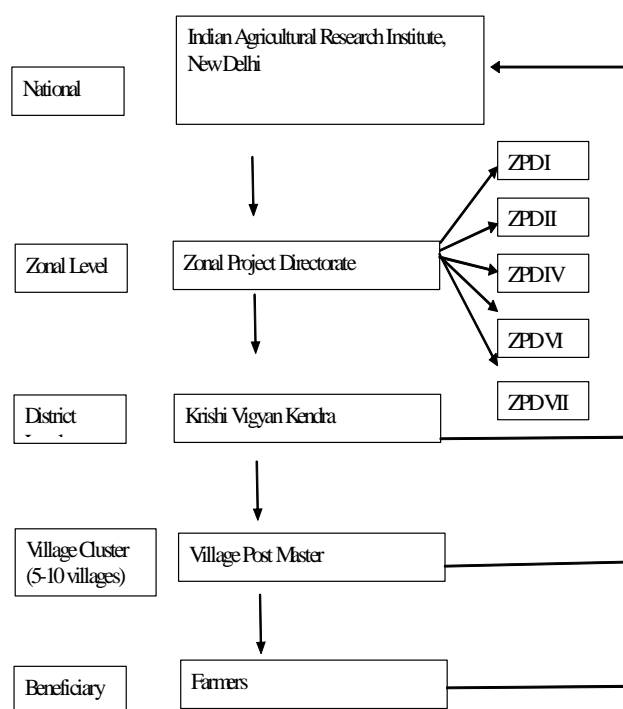 Indian Agricultural Research Institute,
New Delhi
National
ZPD I
ZPD II
Zonal Level
Zonal Project Directorate
ZPD IV
ZPD VI
ZPD VII
District
Krishi Vigyan Kendra
Village Cluster
(5-10 villages)
Village Post Master
Beneficiary
Farmers